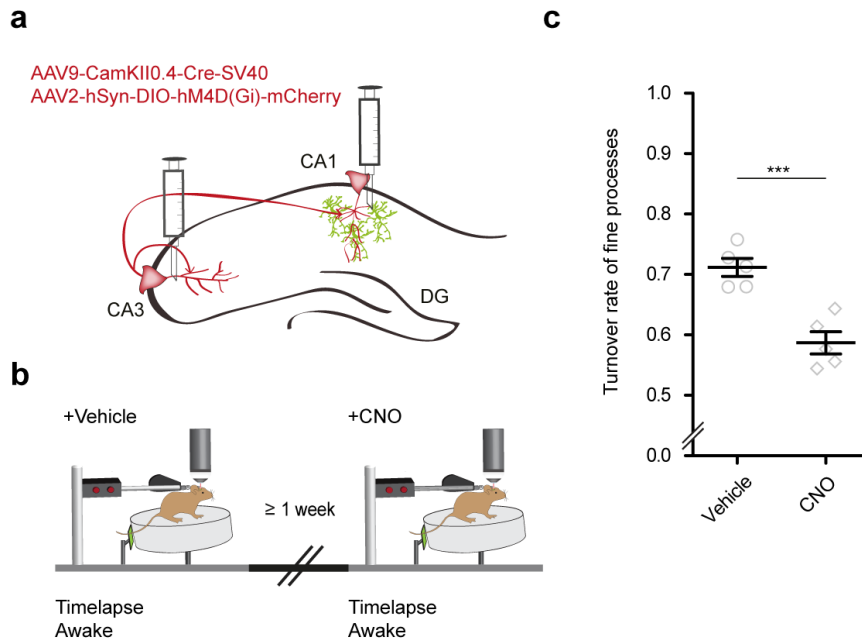 a
AAV9-CamKII0.4-Cre-SV40
AAV2-hSyn-DIO-hM4D(Gi)-mCherry
CA1
CA3
DG
b
+Vehicle
+CNO
≥ 1 week
Timelapse
Awake
Timelapse
Awake
c
Turnover rate of fine processes
1.0
0.9
0.8
0.7
0.6
0.5
0.0
***
Vehicle
CNO